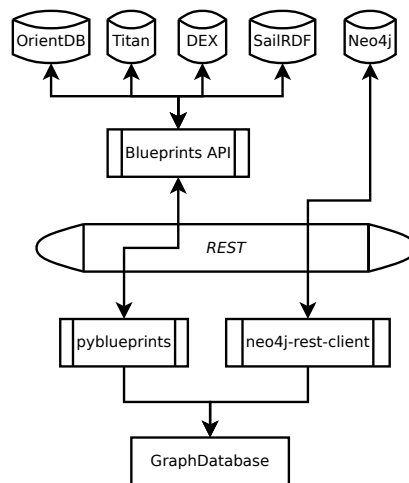 OrientDB
Titan
DEX
SailRDF
Neo4j
Blueprints API
REST
pyblueprints
neo4j-rest-client
GraphDatabase